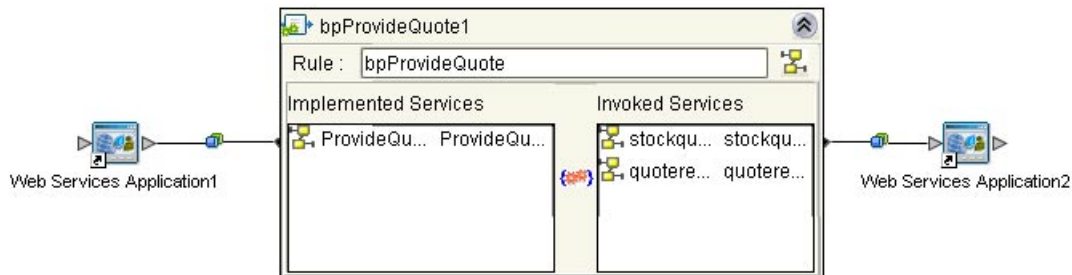 bpProvideQuote1
Rule : bpProvideQuote
Implemented Services Invoked Services
ProvideQu... ProvideQu... stockqu... stockqu...
quotere... quotere...
Web Services Application1 Web Services Application2